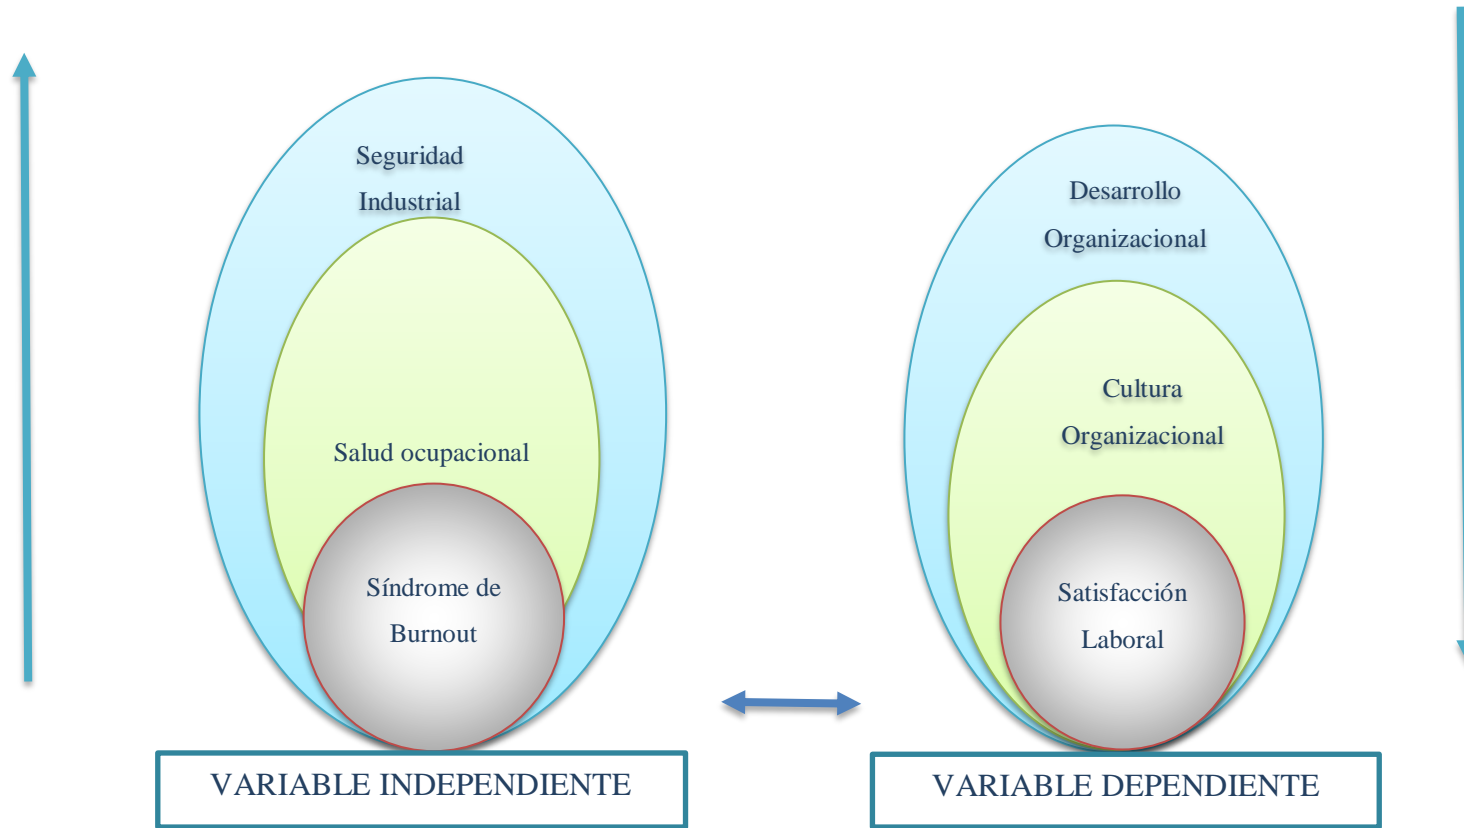 Seguridad
Industrial
Salud ocupacional
Síndrome de
Burnout
VARIABLE INDEPENDIENTE
Desarrollo
Organizacional
Cultura
Organizacional
Satisfacción
Laboral
VARIABLE DEPENDIENTE